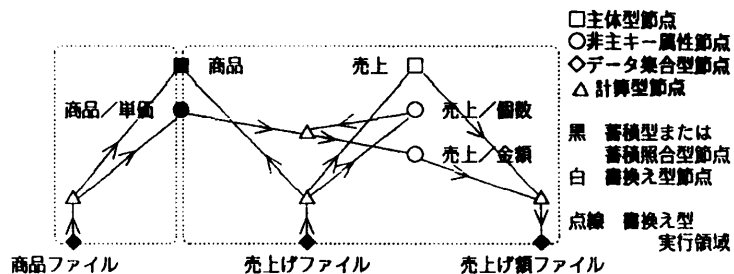 商品
売上
商品／単価
売上／個数
売上／金額
商品ファイル
売上げファイル
売上げ額ファイル
□主体型節点
○非主キー属性節点
◇データ集合型節点
△計算型節点
黒 蓄積型または
蓄積照合型節点
白 書換え型節点
点線 書換え型
実行領域